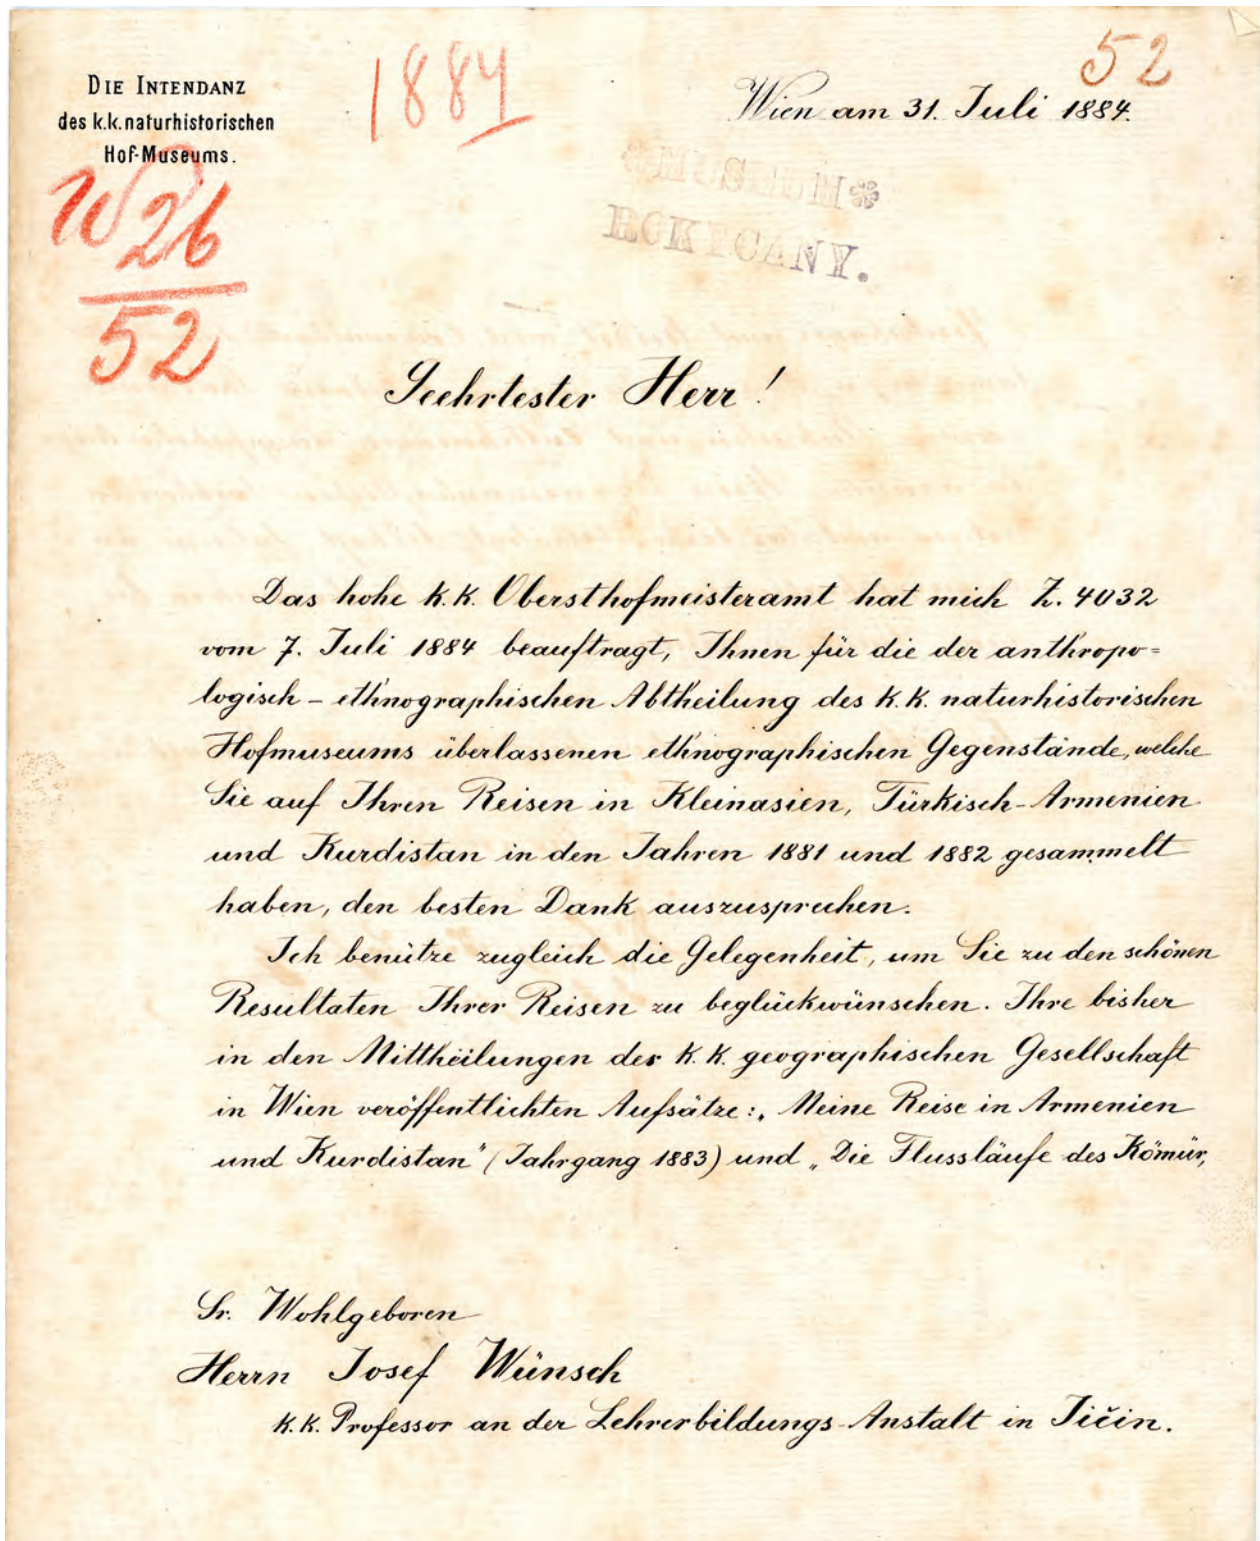 52
DIE INTENDANZ
des k.k. naturhistorischen
Hof-Museums.
1884
Wien am 31. Juli 1884.
MUSEUM
ROKYCANY.
W 26
52
Geehrtester Herr!
Das hohe k. k. Obersthofmeisteramt hat mich Z. 4032
vom 7. Juli 1884 beauftragt, Ihnen für die der anthropo=
logisch - ethnographischen Abtheilung des k. k. naturhistorischen
Hofmuseums überlassenen ethnographischen Gegenstände, welche
Sie auf Ihren Reisen in Kleinasien, Türkisch-Armenien
und Kurdistan in den Jahren 1881 und 1882 gesammelt
haben, den besten Dank auszusprechen.
Ich benütze zugleich die Gelegenheit, um Sie zu den schönen
Resultaten Ihrer Reisen zu beglückwünschen. Ihre bisher
in den Mittheilungen der k. k. geographischen Gesellschaft
in Wien veröffentlichten Aufsätze: „Meine Reise in Armenien
und Kurdistan" (Jahrgang 1883) und „Die Flussläufe des Kömür,
Sr. Wohlgeboren
Herrn Josef Wünsch
k. k. Professor an der Lehrerbildungs-Anstalt in Jičin.